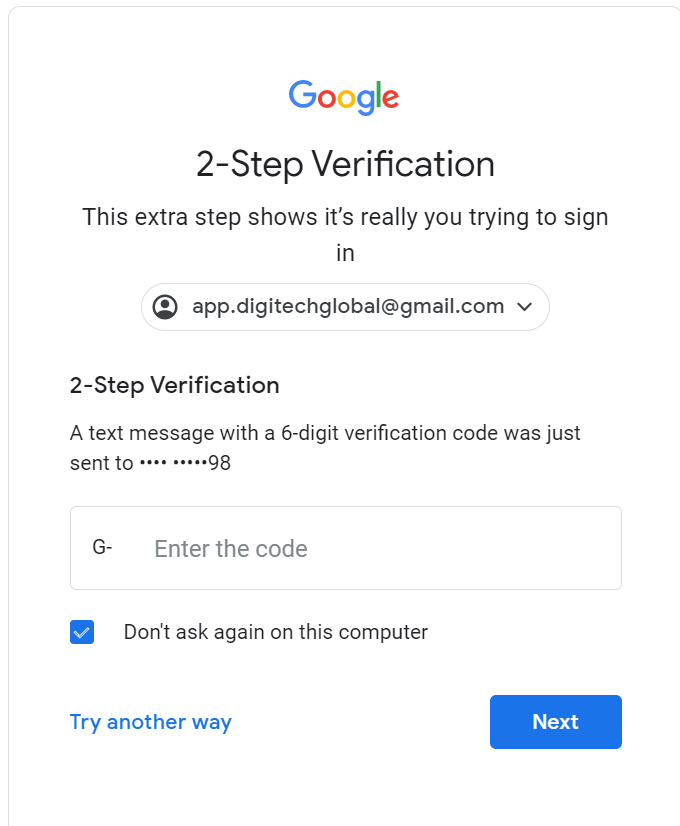 Google
2-Step Verification
This extra step shows it’s really you trying to sign
in
app.digitechglobal@gmail.com
2-Step Verification
A text message with a 6-digit verification code was just
sent to •••• •••••98
G- Enter the code
Don't ask again on this computer
Try another way Next